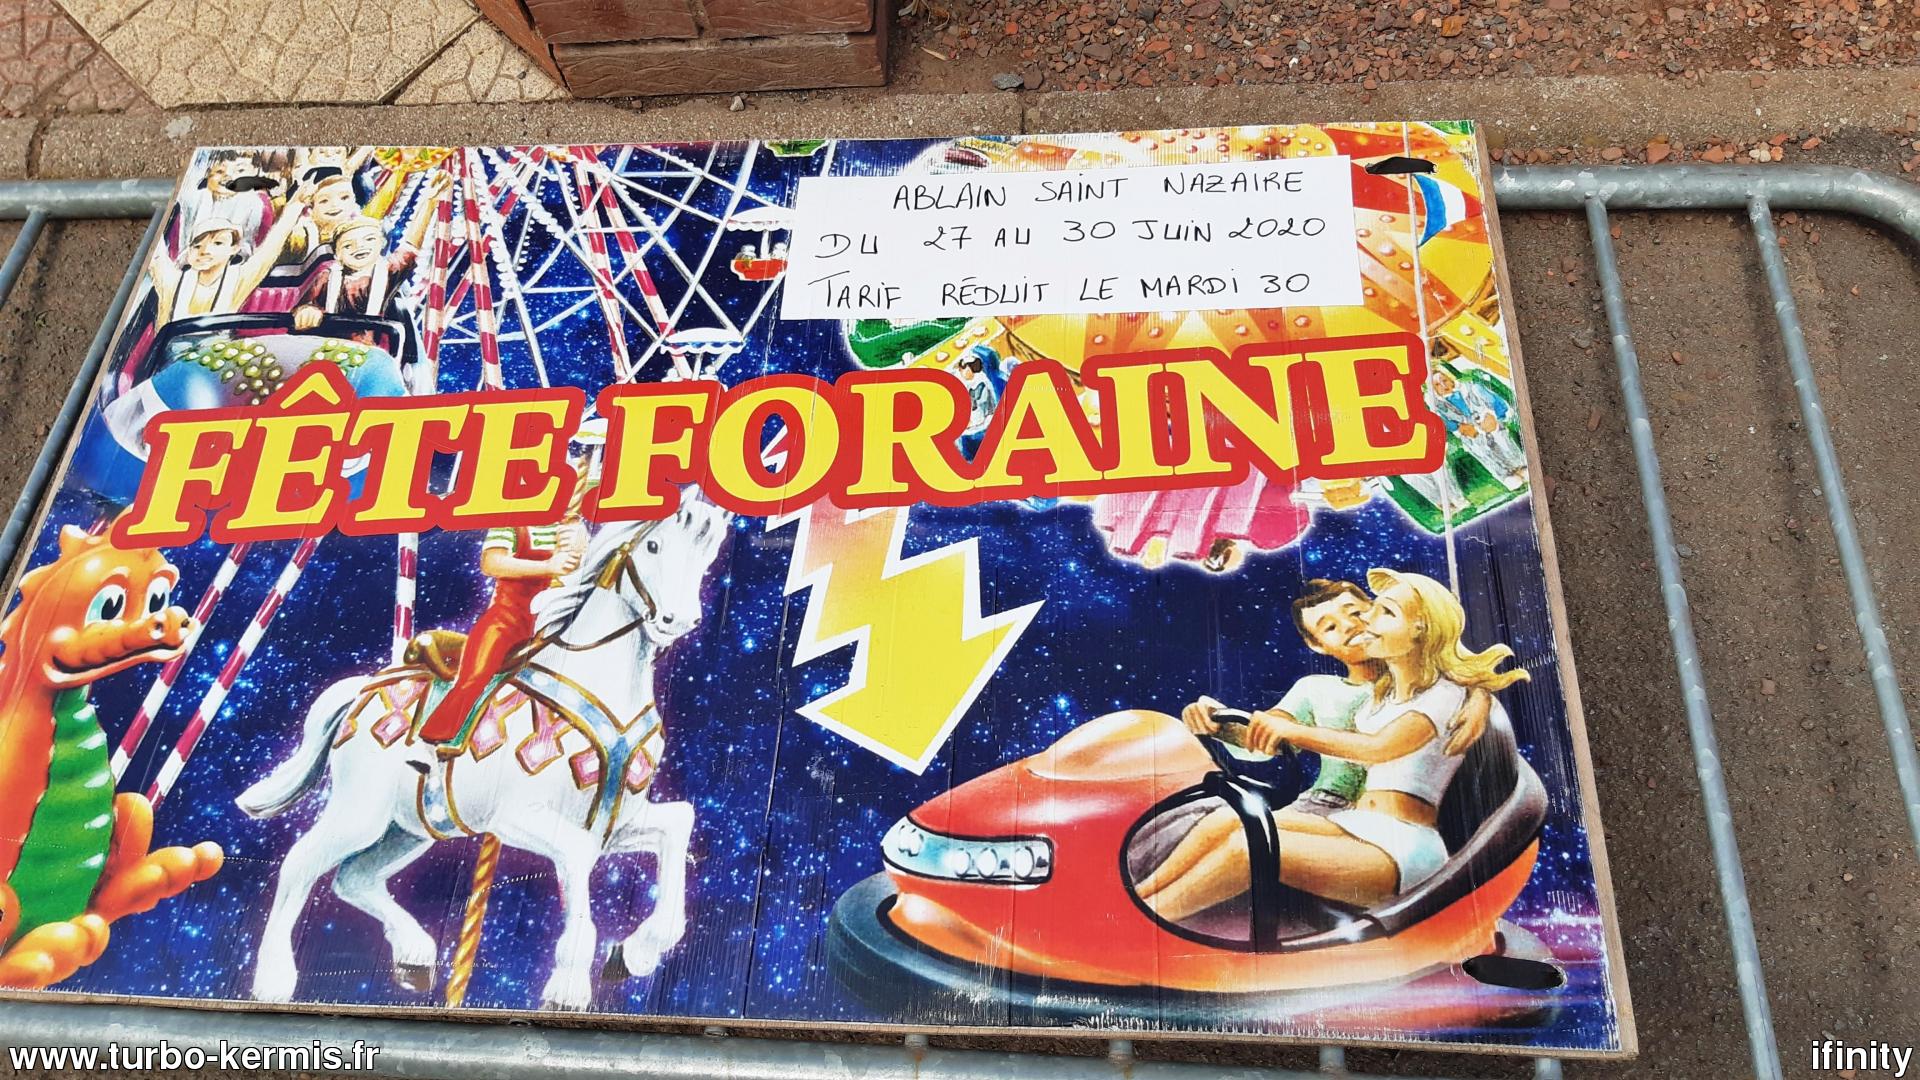 ABLAIN SAINT NAZAIRE
DU 27 AU 30 JUIN 2020
TARIF RÉDUIT LE MARDI 30
FÊTE FORAINE
www.turbo-kermis.fr
ifinity